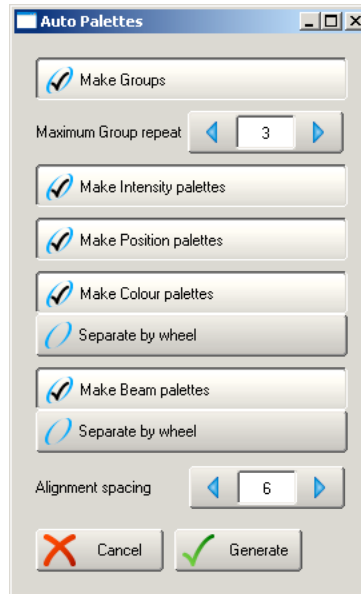 Auto Palettes
Make Groups
Maximum Group repeat 3
Make Intensity palettes
Make Position palettes
Make Colour palettes
Separate by wheel
Make Beam palettes
Separate by wheel
Alignment spacing 6
Cancel Generate